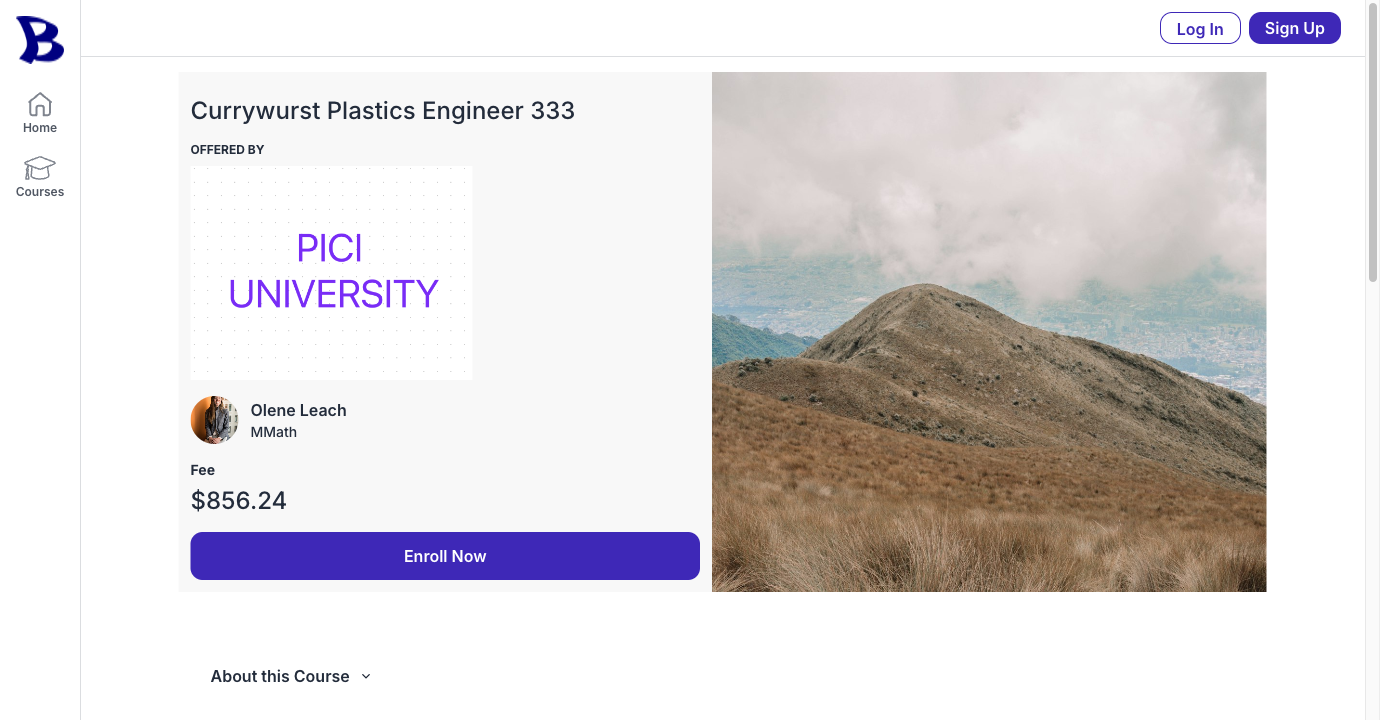 Log In
Sign Up
Home
Courses
Currywurst Plastics Engineer 333
OFFERED BY
PICI
UNIVERSITY
Olene Leach
MMath
Fee
$856.24
Enroll Now
About this Course